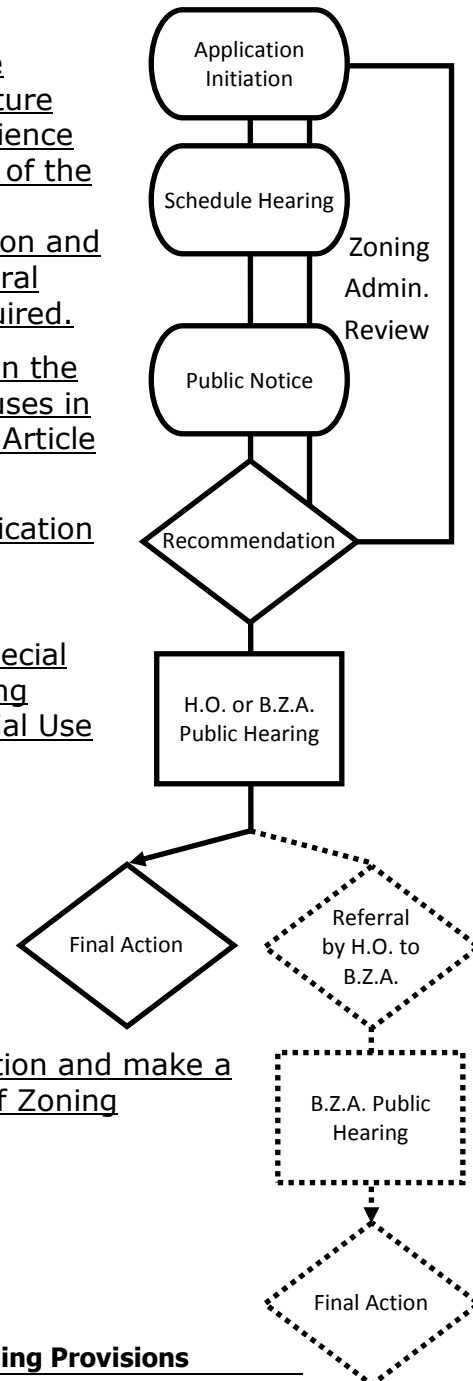 ture
ience
of the
on and
ral
uired.
n the
uses in
Article
ication
ecial
ng
ial Use
tion and make a
f Zoning
ing Provisions
Application
Initiation
Schedule Hearing
Zoning
Admin.
Review
Public Notice
Recommendation
H.O. or B.Z.A.
Public Hearing
Final Action
Referral
by H.O. to
B.Z.A.
B.Z.A. Public
Hearing
Final Action